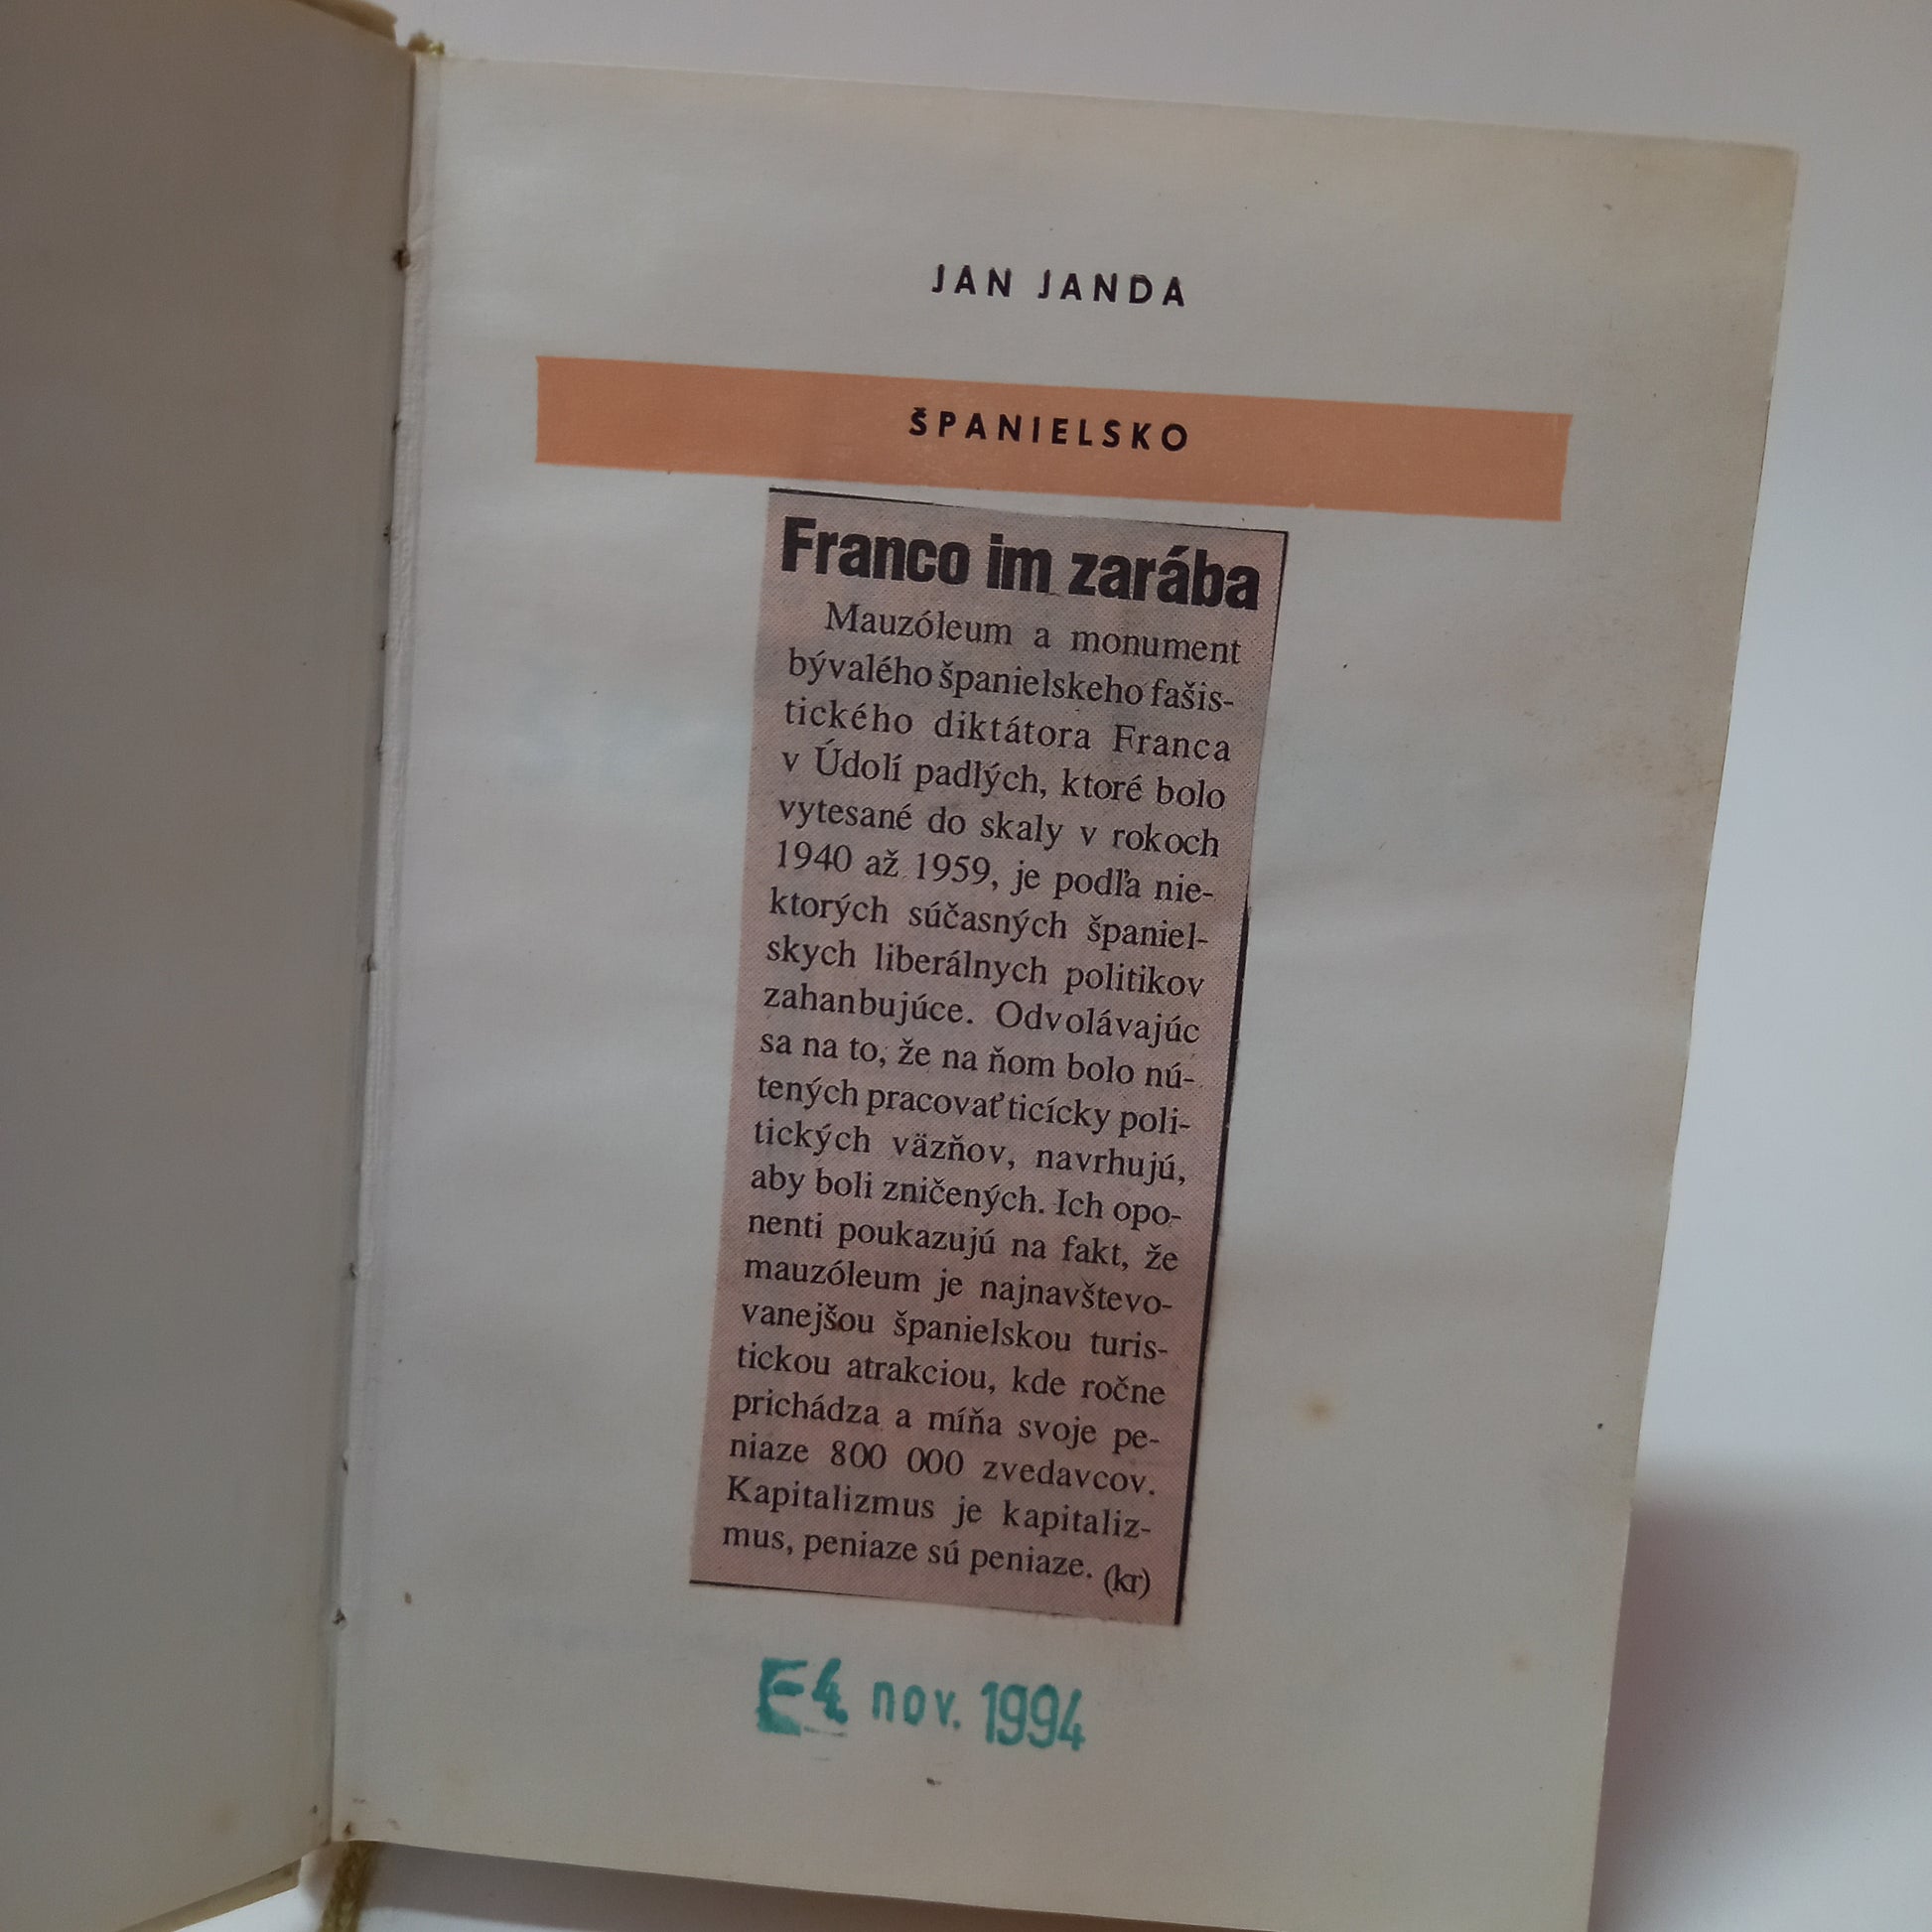 JAN JANDA
ŠPANIELSKO
Franco im zarába
Mauzóleum a monument
bývalého španielskeho fašis-
tického diktátora Franca
v Údolí padlých, ktoré bolo
vytesané do skaly v rokoch
1940 až 1959, je podľa nie-
ktorých súčasných španiel-
skych liberálnych politikov
zahanbujúce. Odvolávajúc
sa na to, že na ňom bolo nú-
tených pracovať ticícky poli-
tických väzňov, navrhujú,
aby boli zničených. Ich opo-
nenti poukazujú na fakt, že
mauzóleum je najnavštevo-
vanejšou španielskou turis-
tickou atrakciou, kde ročne
prichádza a míňa svoje pe-
niaze 800 000 zvedavcov.
Kapitalizmus je kapitaliz-
mus, peniaze sú peniaze. (kr)
4 nov. 1994